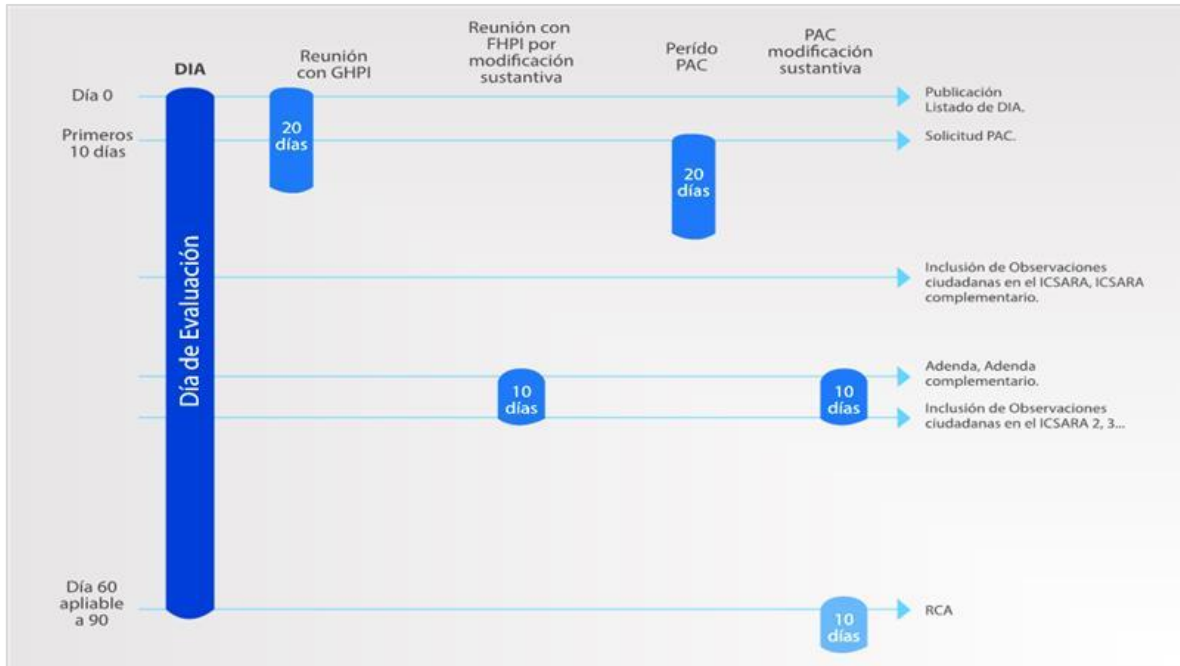 DIA
Reunión
con GHPI
Reunión con
FHPI por
modificación
sustantiva
Perído
PAC
PAC
modificación
sustantiva
Día 0
Publicación
Listado de DIA.
Primeros
10 días
20
días
Solicitud PAC.
20
días
Día de Evaluación
Inclusión de Observaciones
ciudadanas en el ICSARA, ICSARA
complementario.
Adenda, Adenda
complementario.
10
días
10
días
Inclusión de Observaciones
ciudadanas en el ICSARA 2, 3...
Día 60
apliable
a 90
RCA
10
días